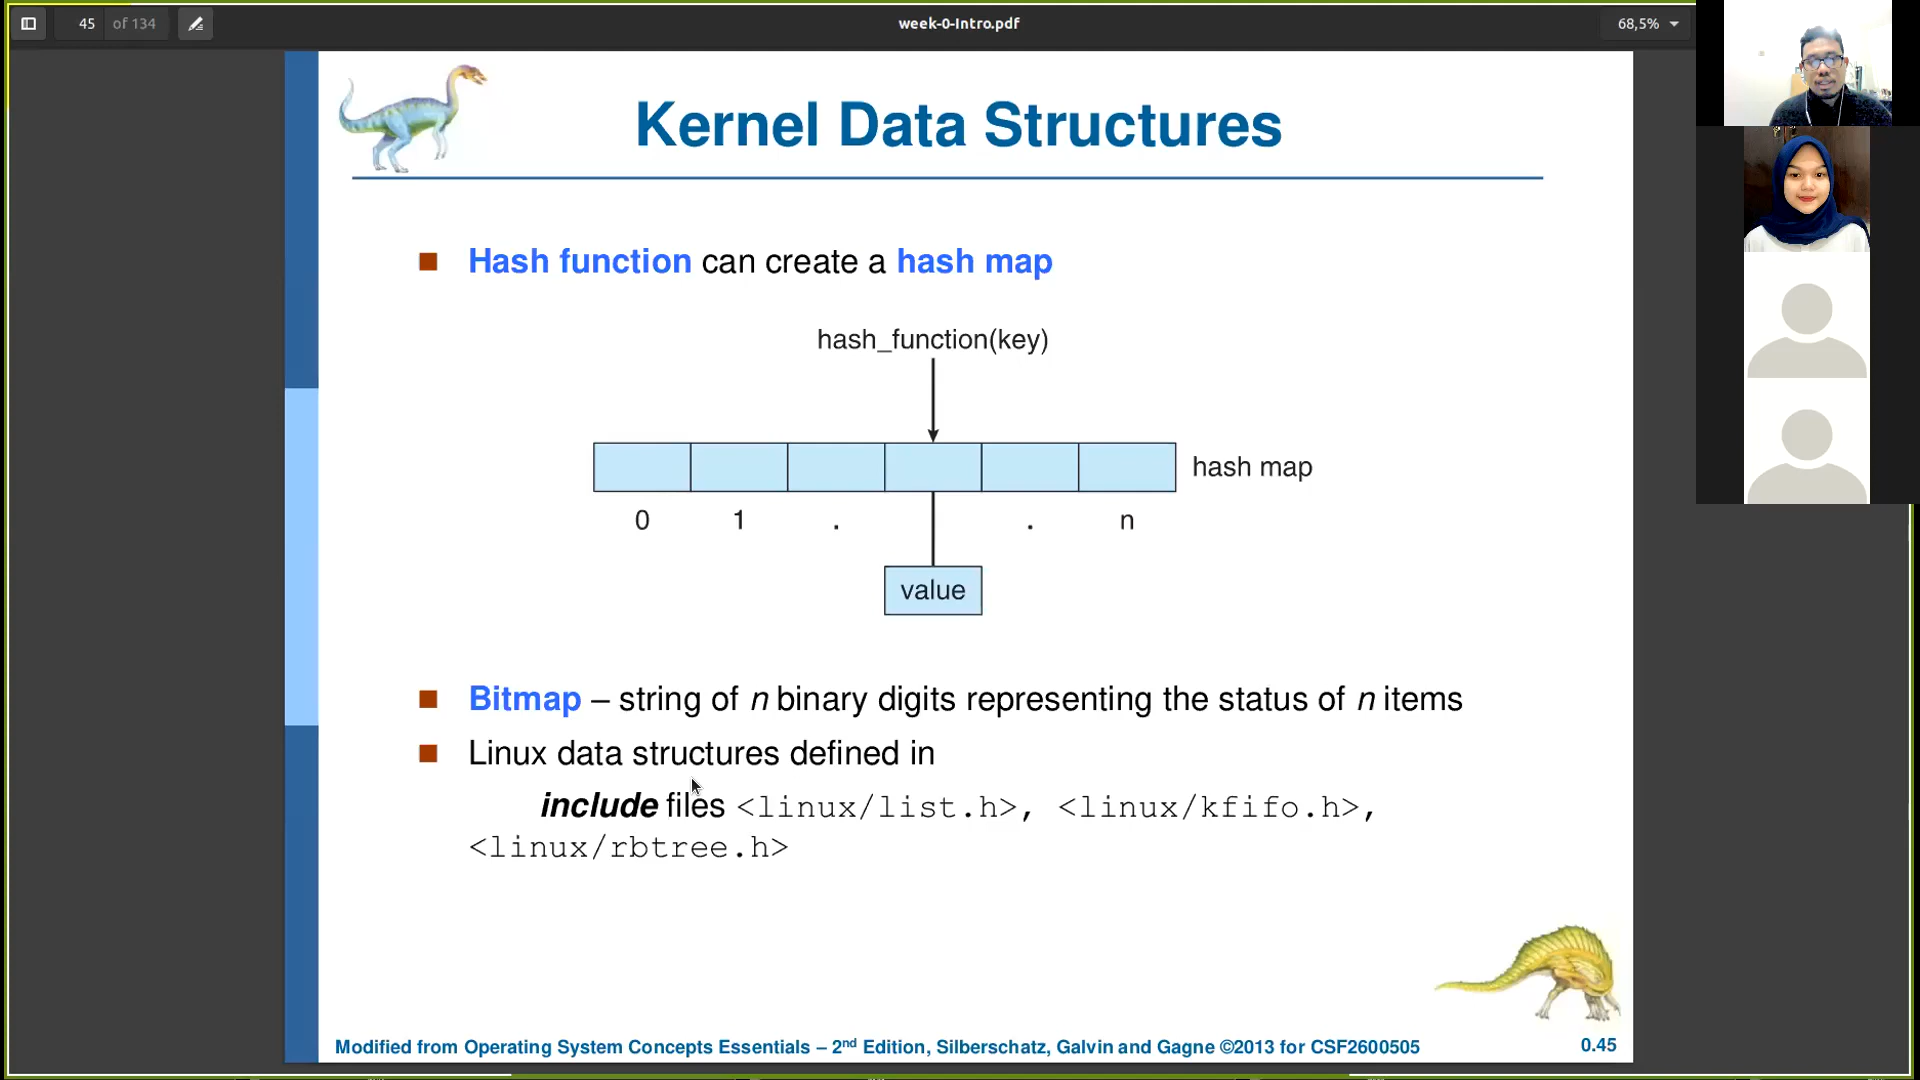 45 of 134
week-0-Intro.pdf
68,5%
Kernel Data Structures
Hash function can create a hash map
hash_function(key)
hash map
0 1 . . n
value
Bitmap – string of n binary digits representing the status of n items
Linux data structures defined in
include files <linux/list.h>, <linux/kfifo.h>,
<linux/rbtree.h>
Modified from Operating System Concepts Essentials – 2nd Edition, Silberschatz, Galvin and Gagne ©2013 for CSF2600505
0.45